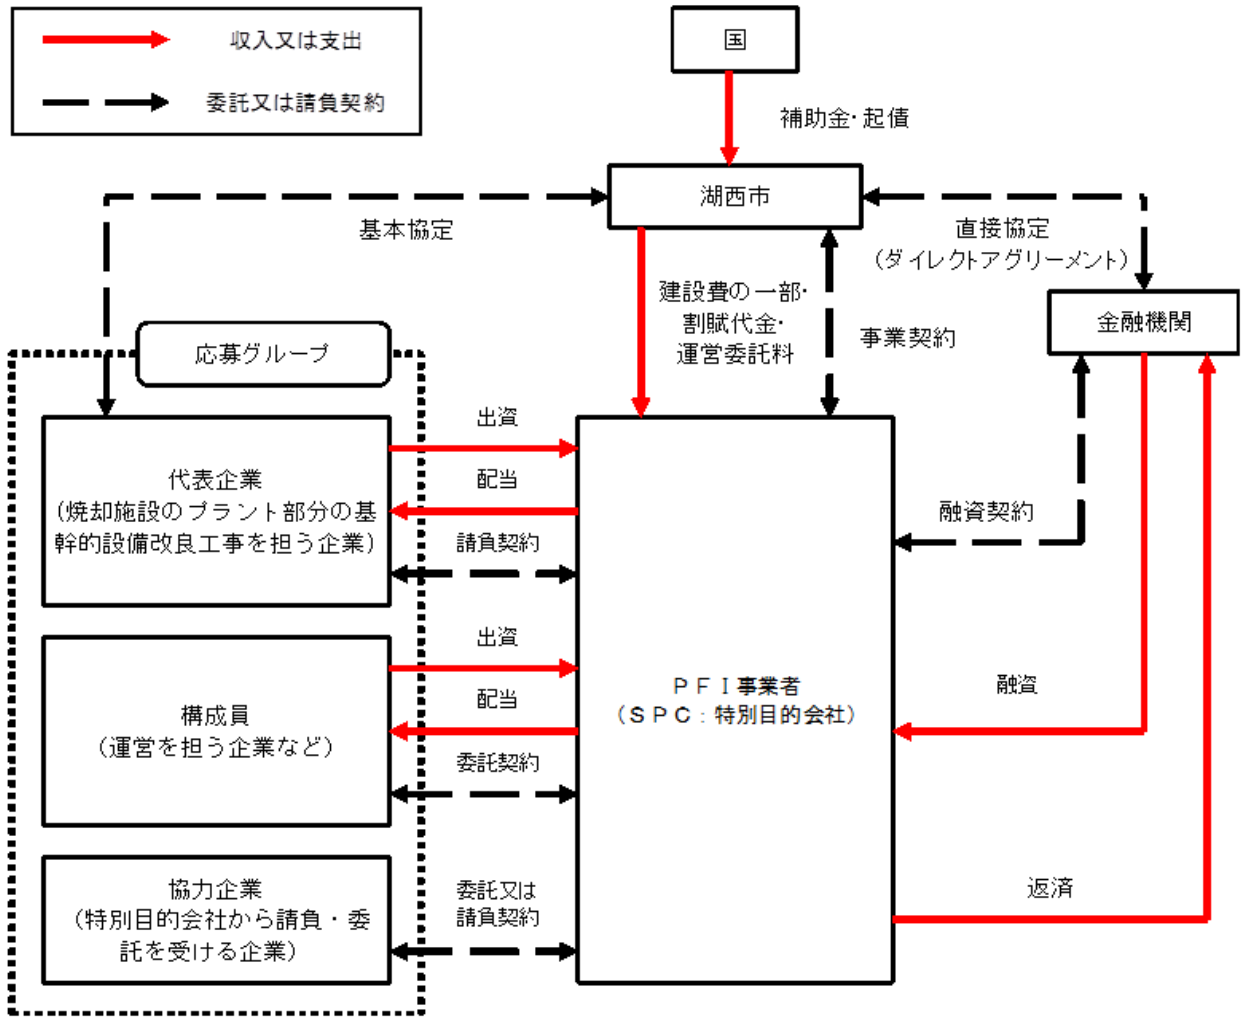 収入又は支出
委託又は請負契約
国
補助金・起債
湖西市
基本協定
直接協定
（ダイレクトアグリーメント）
建設費の一部・
割賦代金・
運営委託料
事業契約
金融機関
応募グループ
代表企業
（焼却施設のプラント部分の基
幹的設備改良工事を担う企業）
出資
配当
請負契約
融資契約
構成員
（運営を担う企業など）
出資
配当
委託契約
ＰＦＩ事業者
（ＳＰＣ：特別目的会社）
融資
協力企業
（特別目的会社から請負・委
託を受ける企業）
委託又は
請負契約
返済